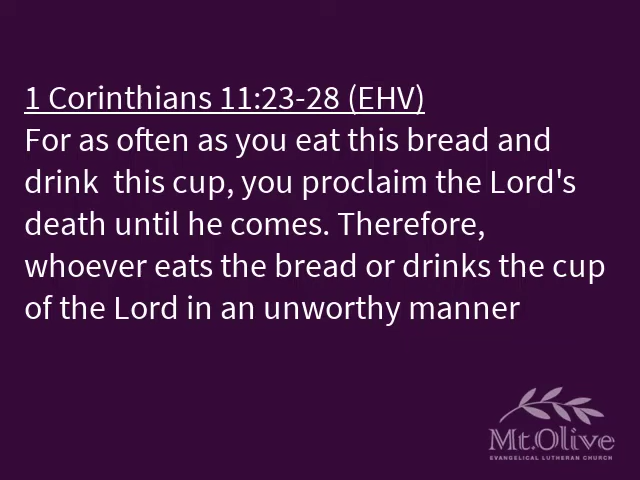 1 Corinthians 11:23-28 (EHV)
For as often as you eat this bread and
drink  this cup, you proclaim the Lord's
death until he comes. Therefore,
whoever eats the bread or drinks the cup
of the Lord in an unworthy manner
Mt.Olive
EVANGELICAL LUTHERAN CHURCH